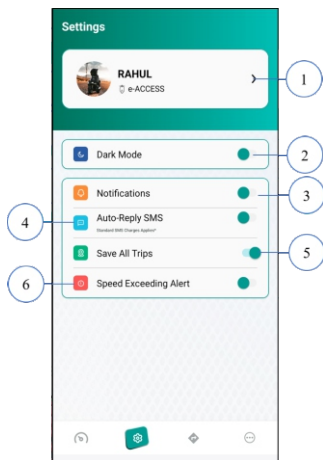 Settings
RAHUL
e-ACCESS
1
Dark Mode
2
Notifications
3
4
Auto-Reply SMS
Standard SMS Charges Applies*
Save All Trips
5
6
Speed Exceeding Alert